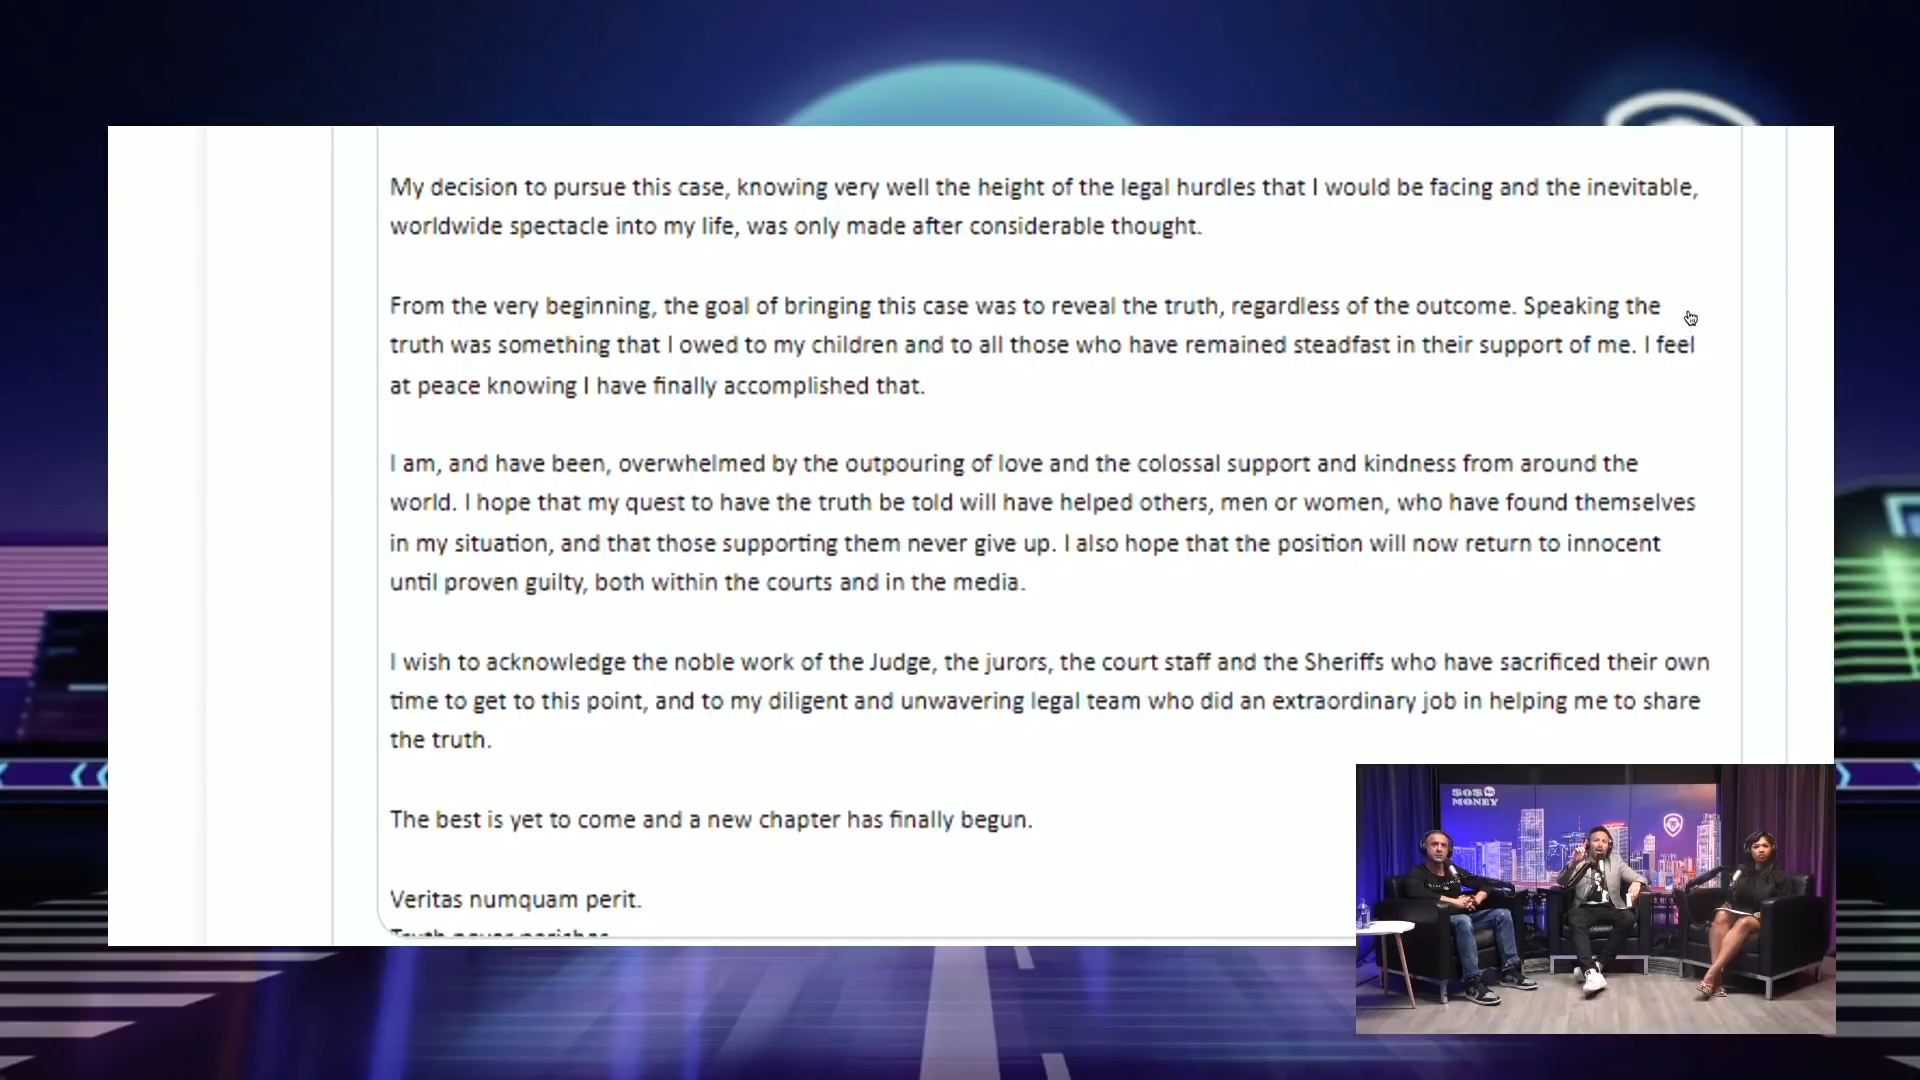 My decision to pursue this case, knowing very well the height of the legal hurdles that I would be facing and the inevitable,
worldwide spectacle into my life, was only made after considerable thought.
From the very beginning, the goal of bringing this case was to reveal the truth, regardless of the outcome. Speaking the
truth was something that I owed to my children and to all those who have remained steadfast in their support of me. I feel
at peace knowing I have finally accomplished that.
I am, and have been, overwhelmed by the outpouring of love and the colossal support and kindness from around the
world. I hope that my quest to have the truth be told will have helped others, men or women, who have found themselves
in my situation, and that those supporting them never give up. I also hope that the position will now return to innocent
until proven guilty, both within the courts and in the media.
I wish to acknowledge the noble work of the Judge, the jurors, the court staff and the Sheriffs who have sacrificed their own
time to get to this point, and to my diligent and unwavering legal team who did an extraordinary job in helping me to share
the truth.
The best is yet to come and a new chapter has finally begun.
Veritas numquam perit.
Truth never perishes.
MONEY